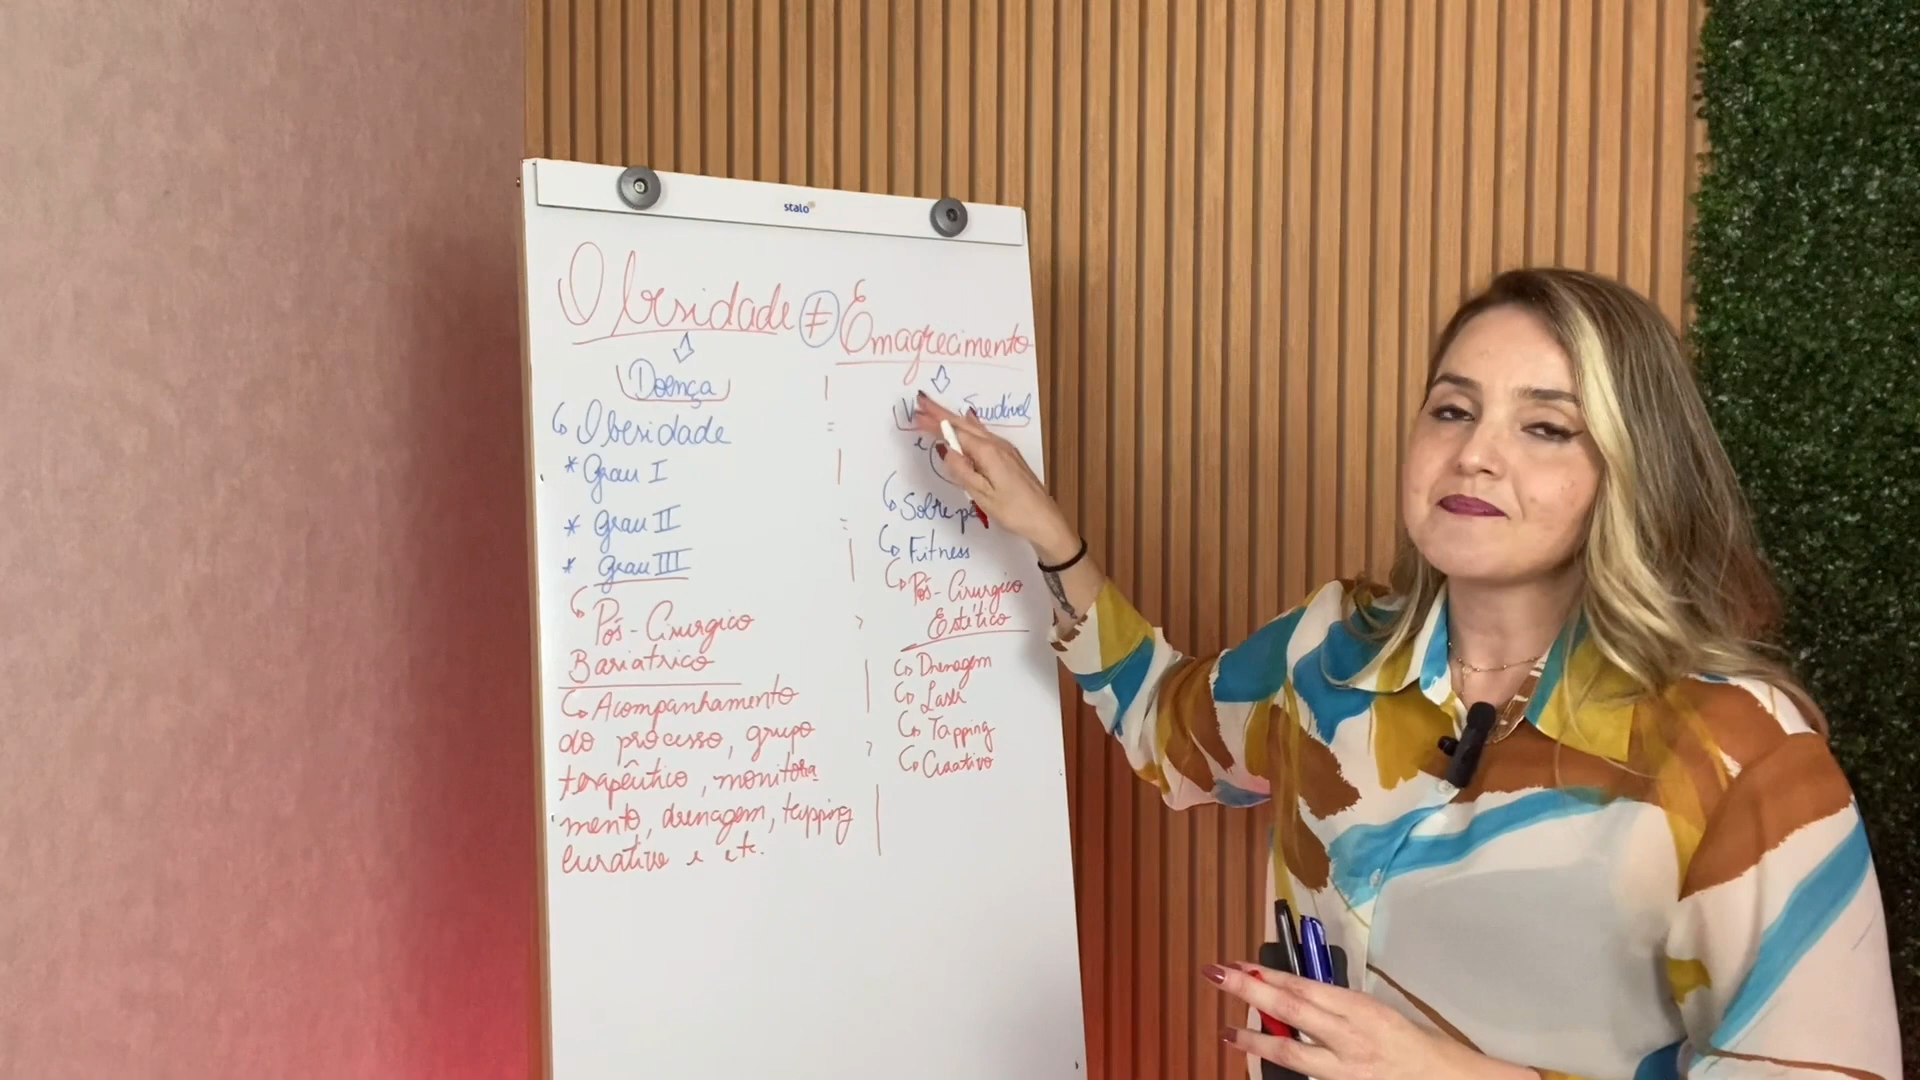 stalo
Obesidade ≠ Emagrecimento
Doença
Obesidade
* Grau I
* Grau II
* Grau III
Pós-Cirurgico
Bariatrico
Acompanhamento
do processo, grupo
terapêutico, monitora
mento, drenagem, tapping
curativo e etc.
Saudável
e
Sobre
Fitness
Pós-Cirurgico
Estético
Drenagem
Tapping
Curativo